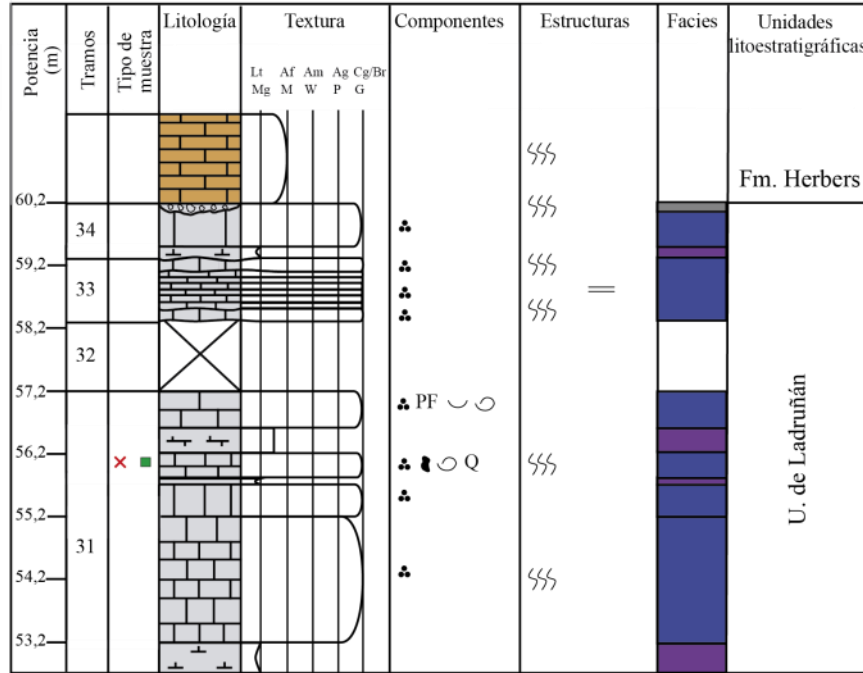 Potencia (m)
Tramos
Tipo de muestra
Litología
Textura
Componentes
Estructuras
Facies
Unidades
litoestratigráficas
Lt Af Am Ag Cg/Br
Mg M W P G
Fm. Herbers
60,2
34
59,2
33
58,2
32
57,2
PF
56,2
Q
55,2
31
54,2
53,2
U. de Ladruñán